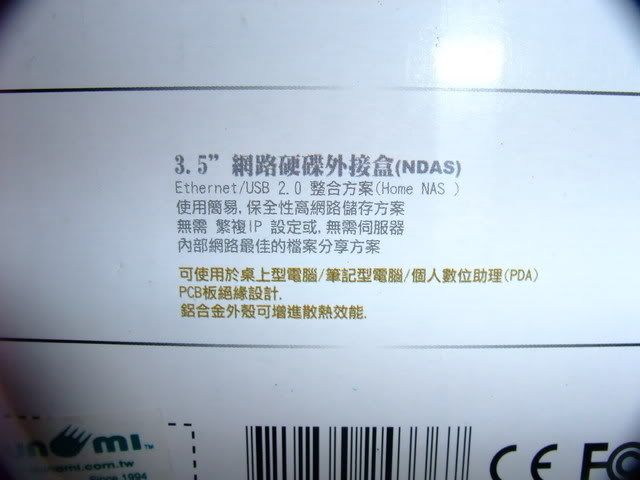 3.5" 網路硬碟外接盒(NDAS)
Ethernet/USB 2.0 整合方案(Home NAS )
使用簡易,保全性高網路儲存方案
無需 繁複IP 設定或,無需伺服器
內部網路最佳的檔案分享方案
可使用於桌上型電腦/筆記型電腦/個人數位助理(PDA)
PCB板絕緣設計.
鋁合金外殼可增進散熱效能.
unomi.com.tw
Since 1994
CE FC